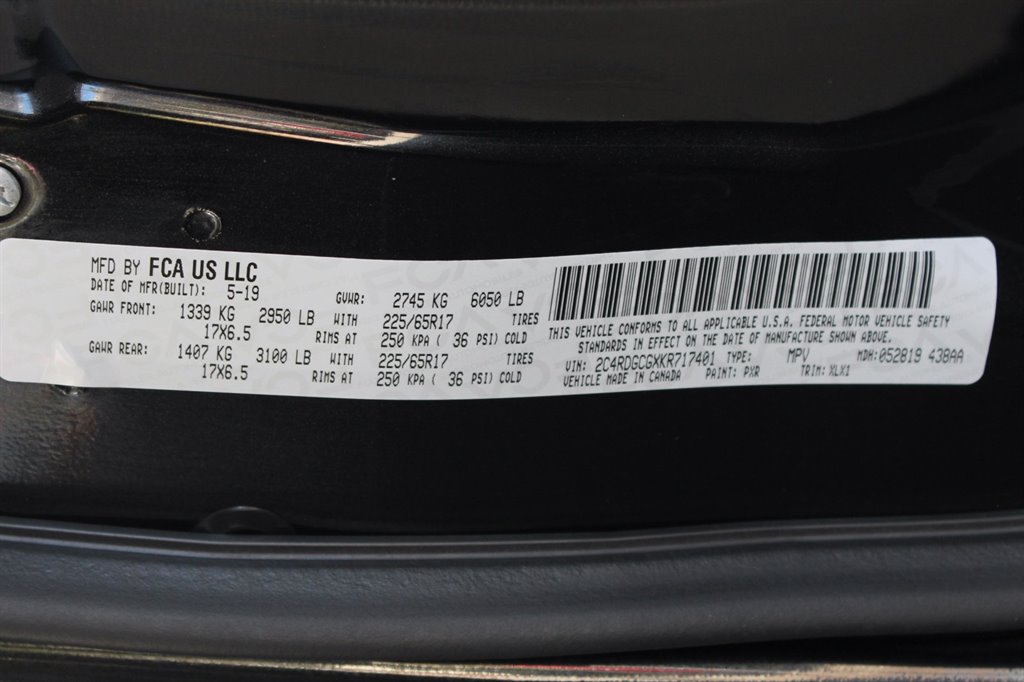 MFD BY FCA US LLC
DATE OF MFR(BUILT): 5-19 GVWR: 2745 KG 6050 LB
GAWR FRONT: 1339 KG 2950 LB WITH 225/65R17 TIRES
17X6.5 RIMS AT 250 KPA ( 36 PSI) COLD
GAWR REAR: 1407 KG 3100 LB WITH 225/65R17 TIRES
17X6.5 RIMS AT 250 KPA ( 36 PSI) COLD
THIS VEHICLE CONFORMS TO ALL APPLICABLE U.S.A. FEDERAL MOTOR VEHICLE SAFETY
STANDARDS IN EFFECT ON THE DATE OF MANUFACTURE SHOWN ABOVE.
VIN: 2C4RDGCGXKR717401 TYPE: MPV MDH: 052819 438AA
VEHICLE MADE IN CANADA PAINT: PXR TRIM: XLX1